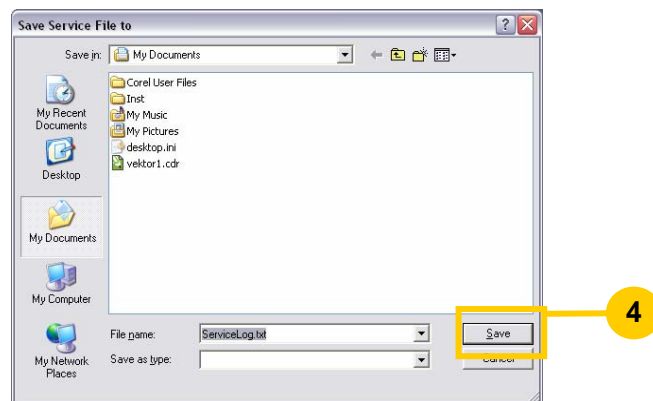 Save Service File to
Save in:
My Documents
My Recent
Documents
Desktop
My Documents
My Computer
My Network
Places
Corel User Files
Inst
My Music
My Pictures
desktop.ini
vektor1.cdr
File name:
ServiceLog.txt
Save
Save as type:
Cancel
4